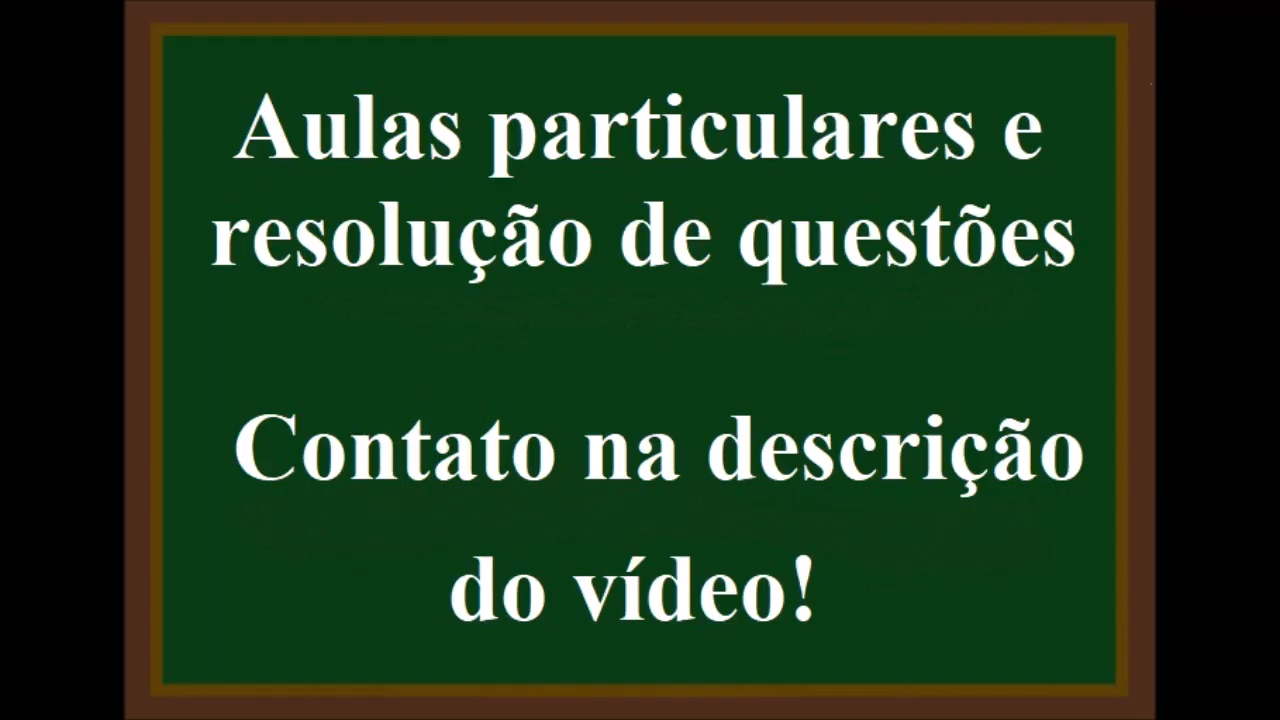 Aulas particulares e
resolução de questões
Contato na descrição
do vídeo!